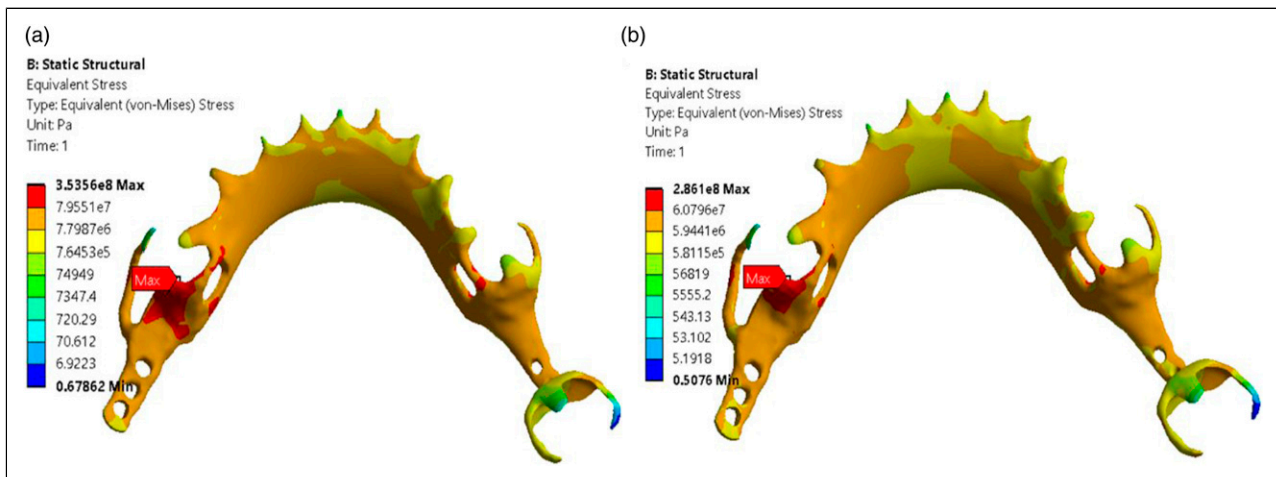 (a)
B: Static Structural
Equivalent Stress
Type: Equivalent (von-Mises) Stress
Unit: Pa
Time: 1
3.5356e8 Max
7.9551e7
7.7987e6
7.6453e5
74949
7347.4
720.29
70.612
6.9223
0.67862 Min
Max
(b)
B: Static Structural
Equivalent Stress
Type: Equivalent (von-Mises) Stress
Unit: Pa
Time: 1
2.861e8 Max
6.0796e7
5.9441e6
5.8115e5
56819
5555.2
543.13
53.102
5.1918
0.5076 Min
Max